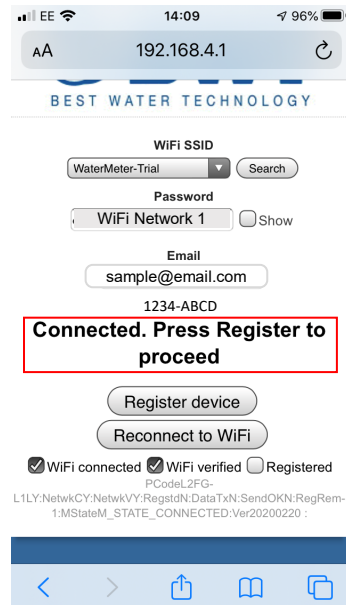 EE 14:09 96%
AA 192.168.4.1
BEST WATER TECHNOLOGY
WiFi SSID
WaterMeter-Trial Search
Password
WiFi Network 1 Show
Email
sample@email.com
1234-ABCD
Connected. Press Register to
proceed
Register device
Reconnect to WiFi
WiFi connected WiFi verified Registered
PCodeL2FG-
L1LY:NetwkCY:NetwkVY:RegstdN:DataTxN:SendOKN:RegRem-
1:MStateM_STATE_CONNECTED:Ver20200220 :